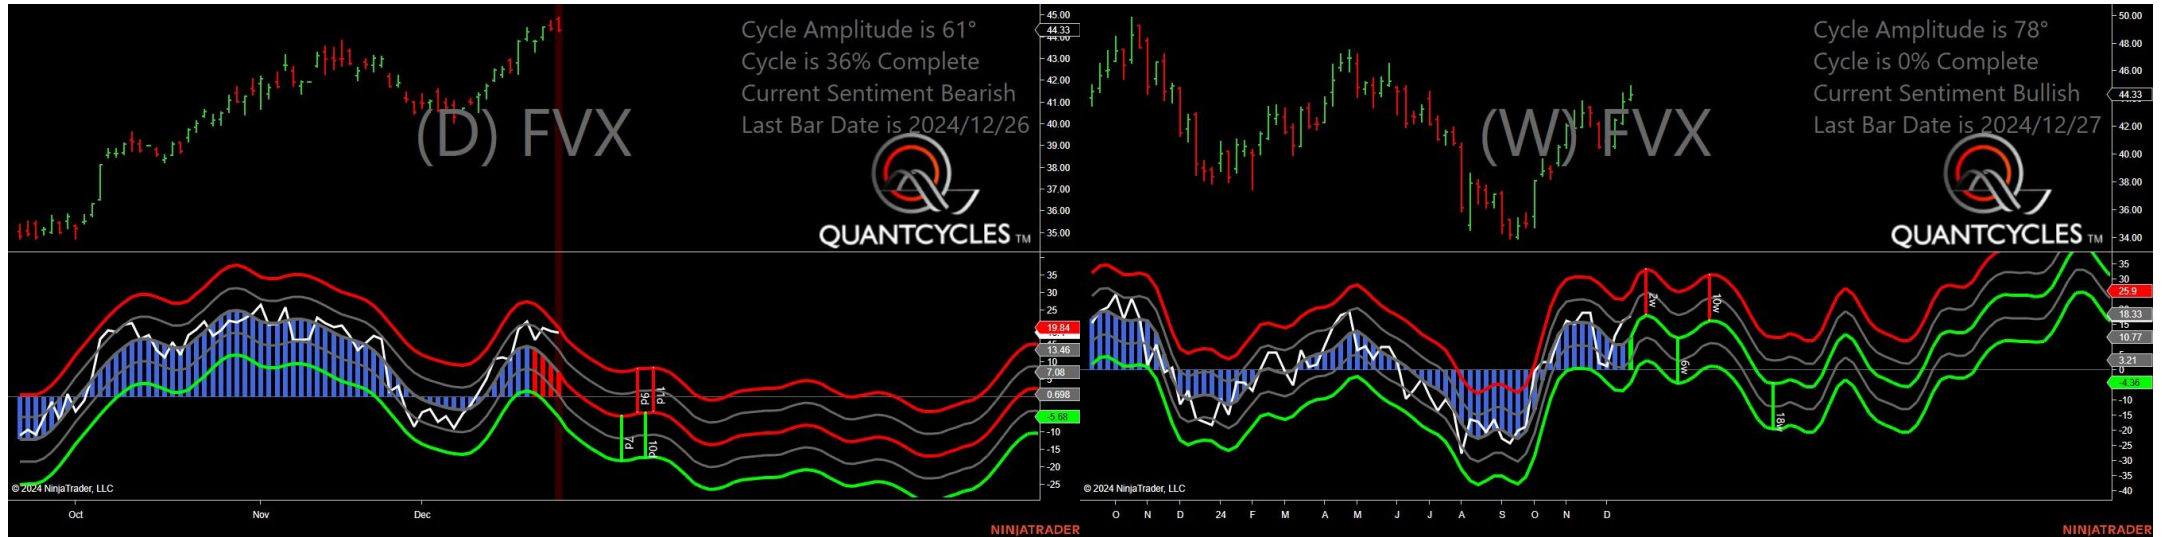 Cycle Amplitude is 61°
Cycle is 36% Complete
Current Sentiment Bearish
Last Bar Date is 2024/12/26
(D) FVX
QUANTCYCLES TM
45.00
44.33
44.00
43.00
42.00
41.00
40.00
39.00
38.00
37.00
36.00
35.00
35
30
25
19.84
13.46
10
7.08
5
0.698
-5.68
-10
-15
-20
-25
7d
9d
10d
11d
© 2024 NinjaTrader, LLC
Oct Nov Dec
NINJATRADER
Cycle Amplitude is 78°
Cycle is 0% Complete
Current Sentiment Bullish
Last Bar Date is 2024/12/27
(W) FVX
QUANTCYCLES TM
50.00
48.00
46.00
44.33
42.00
40.00
38.00
36.00
34.00
35
30
25.9
18.33
15
10.77
3.21
0
-4.36
-10
-15
-20
-25
-30
-35
-40
2w
6w
10w
18w
© 2024 NinjaTrader, LLC
O N D 24 F M A M J J A S O N D
NINJATRADER